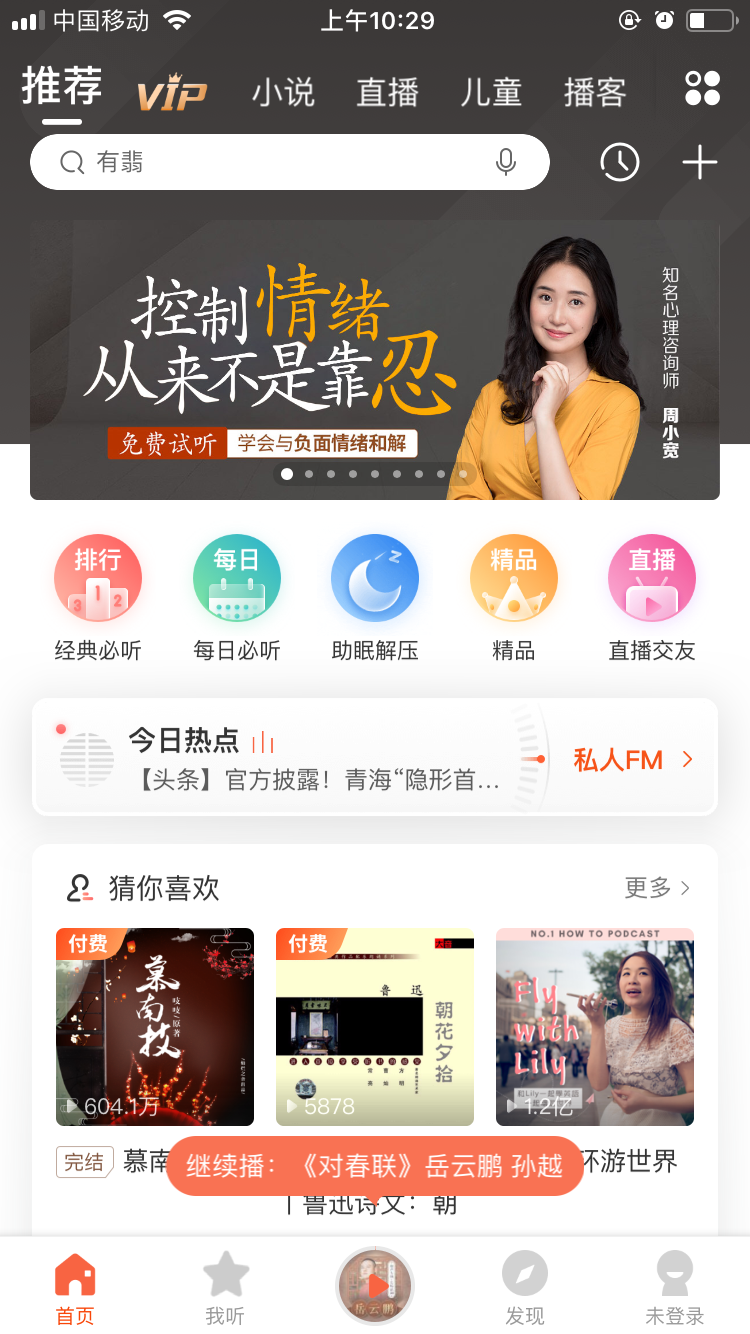 中国移动
上午10:29
推荐 VIP 小说 直播 儿童 播客
有翡
控制情绪
从来不是靠忍
免费试听 学会与负面情绪和解
知名心理咨询师 周小宽
排行 每日 Z 精品 直播
1 2 3
经典必听 每日必听 助眠解压 精品 直播交友
今日热点
【头条】官方披露！青海“隐形首...
私人FM
猜你喜欢
更多
付费
慕南枝
吱吱/原著
604.1万
付费
鲁迅
朝花夕拾
5878
NO.1 HOW TO PODCAST
Fly with Lily
1.2亿
完结 慕南
环游世界
继续播：《对春联》岳云鹏 孙越
丨鲁迅诗文：朝
岳云鹏
首页 我听 发现 未登录